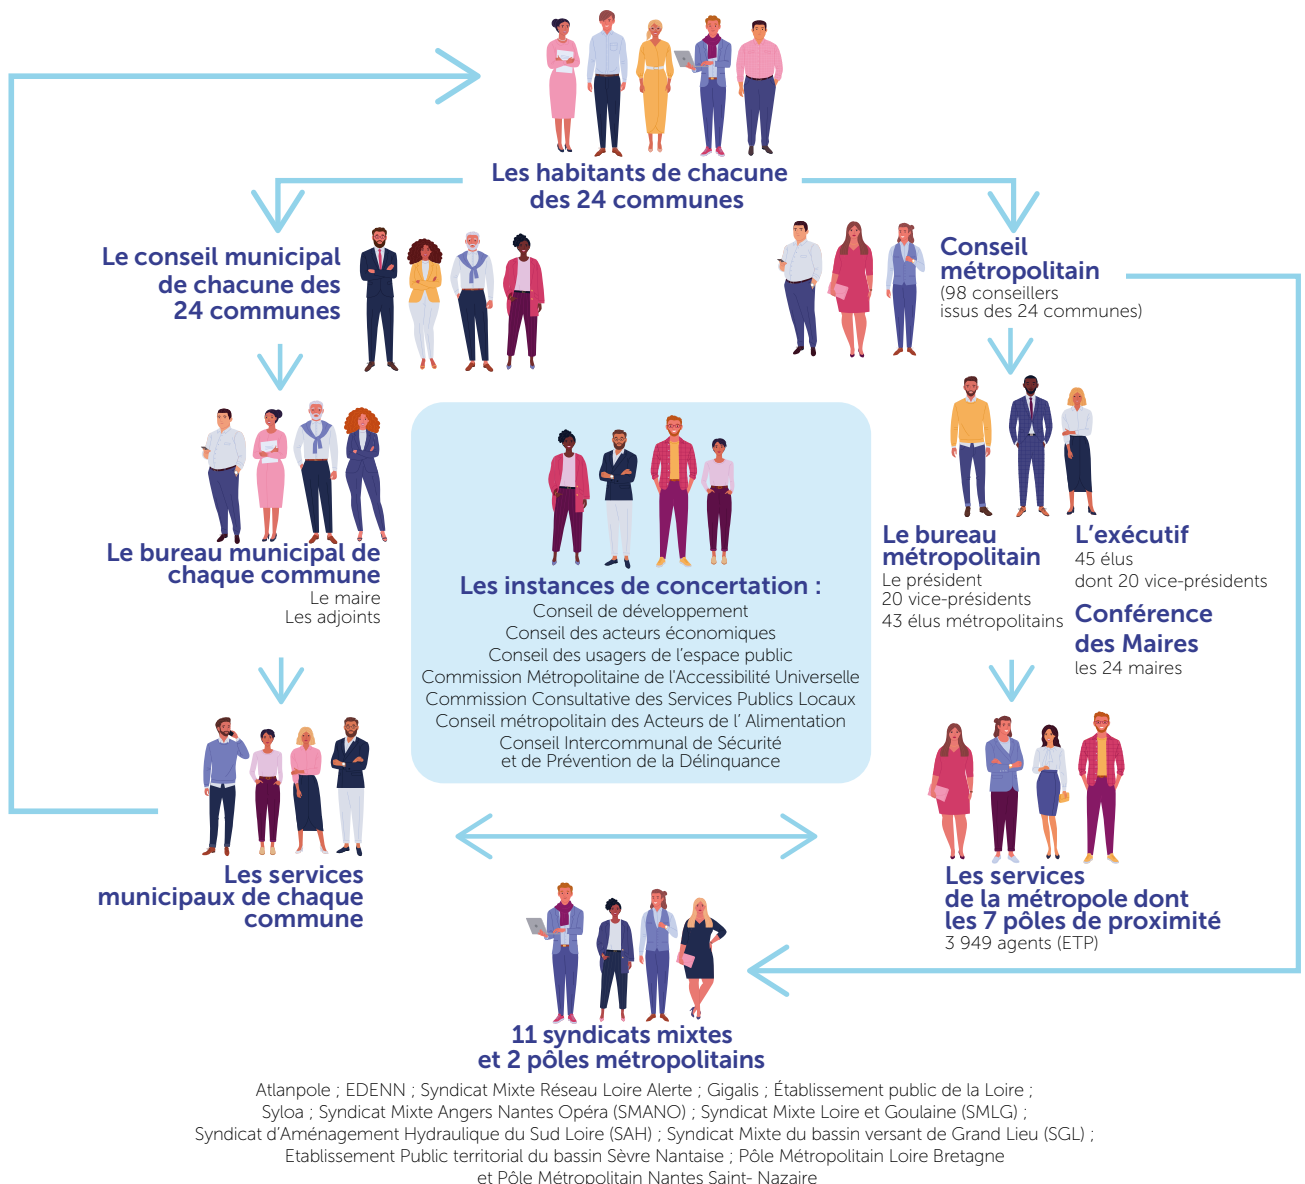 Les habitants de chacune
des 24 communes
Le conseil municipal
de chacune des
24 communes
Conseil
métropolitain
(98 conseillers
issus des 24 communes)
Le bureau municipal de
chaque commune
Le maire
Les adjoints
Les instances de concertation :
Conseil de développement
Conseil des acteurs économiques
Conseil des usagers de l'espace public
Commission Métropolitaine de l'Accessibilité Universelle
Commission Consultative des Services Publics Locaux
Conseil métropolitain des Acteurs de l' Alimentation
Conseil Intercommunal de Sécurité
et de Prévention de la Délinquance
Le bureau
métropolitain
Le président
20 vice-présidents
43 élus métropolitains
L'exécutif
45 élus
dont 20 vice-présidents
Conférence
des Maires
les 24 maires
Les services
municipaux de chaque
commune
Les services
de la métropole dont
les 7 pôles de proximité
3 949 agents (ETP)
11 syndicats mixtes
et 2 pôles métropolitains
Atlanpole ; EDENN ; Syndicat Mixte Réseau Loire Alerte ; Gigalis ; Établissement public de la Loire ;
Syloa ; Syndicat Mixte Angers Nantes Opéra (SMANO) ; Syndicat Mixte Loire et Goulaine (SMLG) ;
Syndicat d'Aménagement Hydraulique du Sud Loire (SAH) ; Syndicat Mixte du bassin versant de Grand Lieu (SGL) ;
Etablissement Public territorial du bassin Sèvre Nantaise ; Pôle Métropolitain Loire Bretagne
et Pôle Métropolitain Nantes Saint- Nazaire